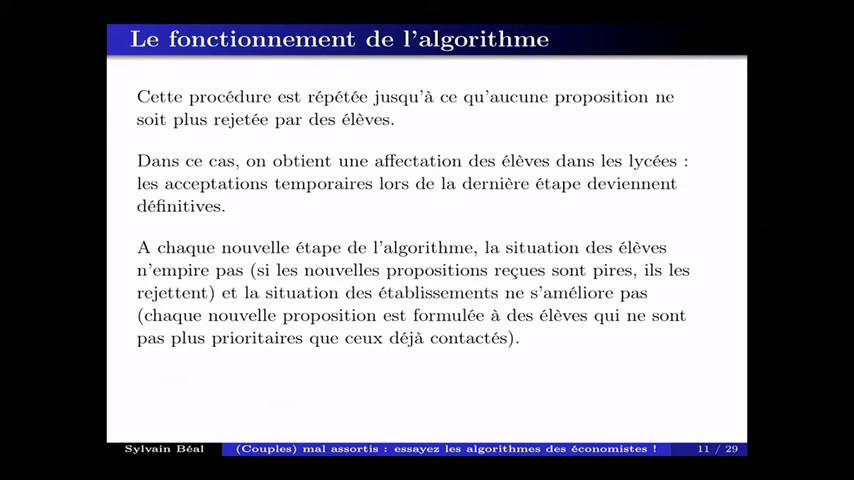 Le fonctionnement de l'algorithme
Cette procédure est répétée jusqu'à ce qu'aucune proposition ne
soit plus rejetée par des élèves.
Dans ce cas, on obtient une affectation des élèves dans les lycées :
les acceptations temporaires lors de la dernière étape deviennent
définitives.
A chaque nouvelle étape de l'algorithme, la situation des élèves
n'empire pas (si les nouvelles propositions reçues sont pires, ils les
rejettent) et la situation des établissements ne s'améliore pas
(chaque nouvelle proposition est formulée à des élèves qui ne sont
pas plus prioritaires que ceux déjà contactés).
Sylvain Béal (Couples) mal assortis : essayez les algorithmes des économistes ! 11 / 29